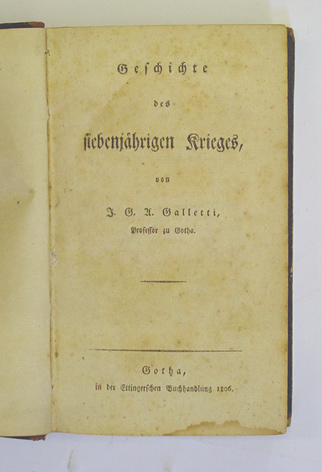 Geschichte
des
siebenjährigen Krieges,
von
J. G. A. Galletti,
Professor zu Gotha.
Gotha,
in der Ettingerschen Buchhandlung 1806.